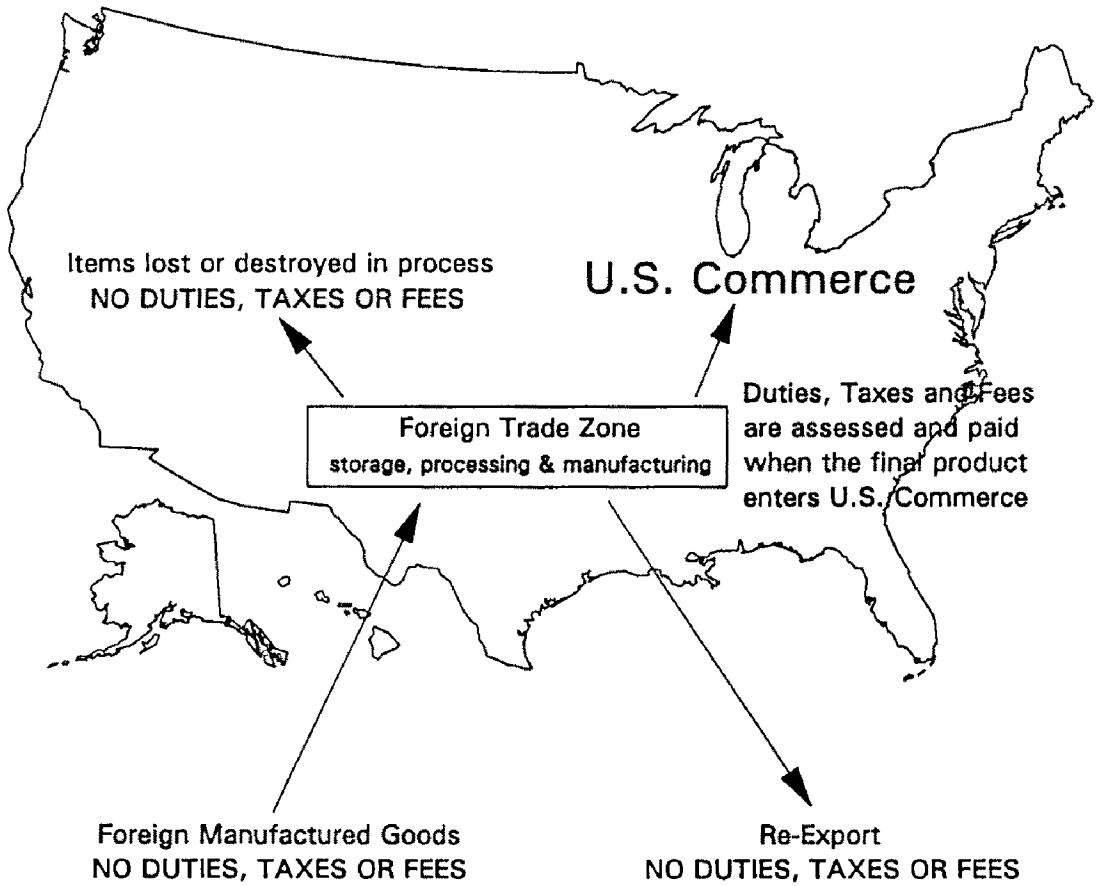 Items lost or destroyed in process
NO DUTIES, TAXES OR FEES
U.S. Commerce
Foreign Trade Zone
storage, processing & manufacturing
Duties, Taxes and Fees
are assessed and paid
when the final product
enters U.S. Commerce
Foreign Manufactured Goods
NO DUTIES, TAXES OR FEES
Re-Export
NO DUTIES, TAXES OR FEES